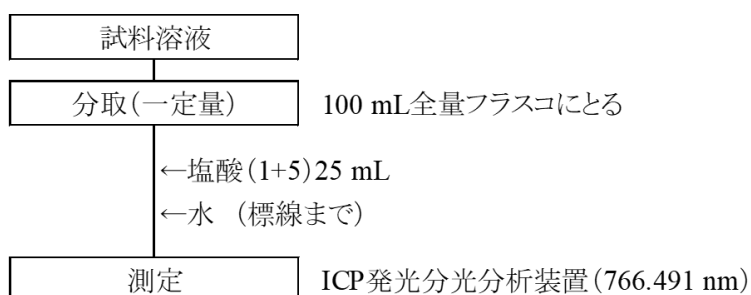 試料溶液
分取(一定量) 100 mL全量フラスコにとる
←塩酸(1+5)25 mL
←水 (標線まで)
測定 ICP発光分光分析装置(766.491 nm)